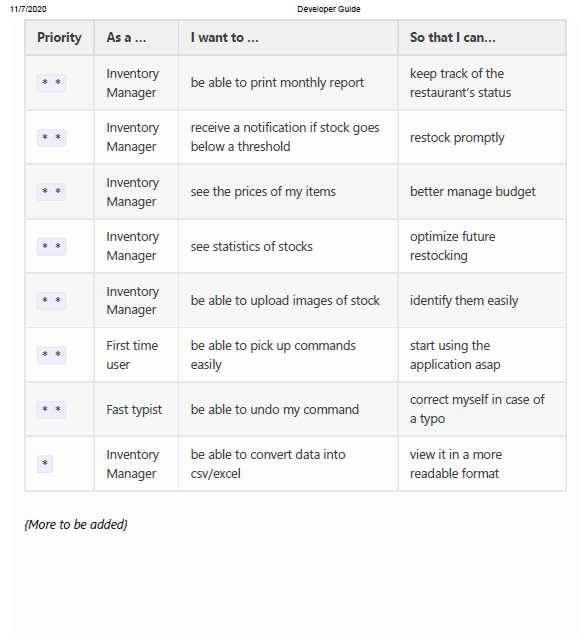 11/7/2020 Developer Guide
Priority As a ... I want to ... So that I can...
* * Inventory Manager be able to print monthly report keep track of the restaurant's status
* * Inventory Manager receive a notification if stock goes below a threshold restock promptly
* * Inventory Manager see the prices of my items better manage budget
* * Inventory Manager see statistics of stocks optimize future restocking
* * Inventory Manager be able to upload images of stock identify them easily
* * First time user be able to pick up commands easily start using the application asap
* * Fast typist be able to undo my command correct myself in case of a typo
* Inventory Manager be able to convert data into csv/excel view it in a more readable format
{More to be added}